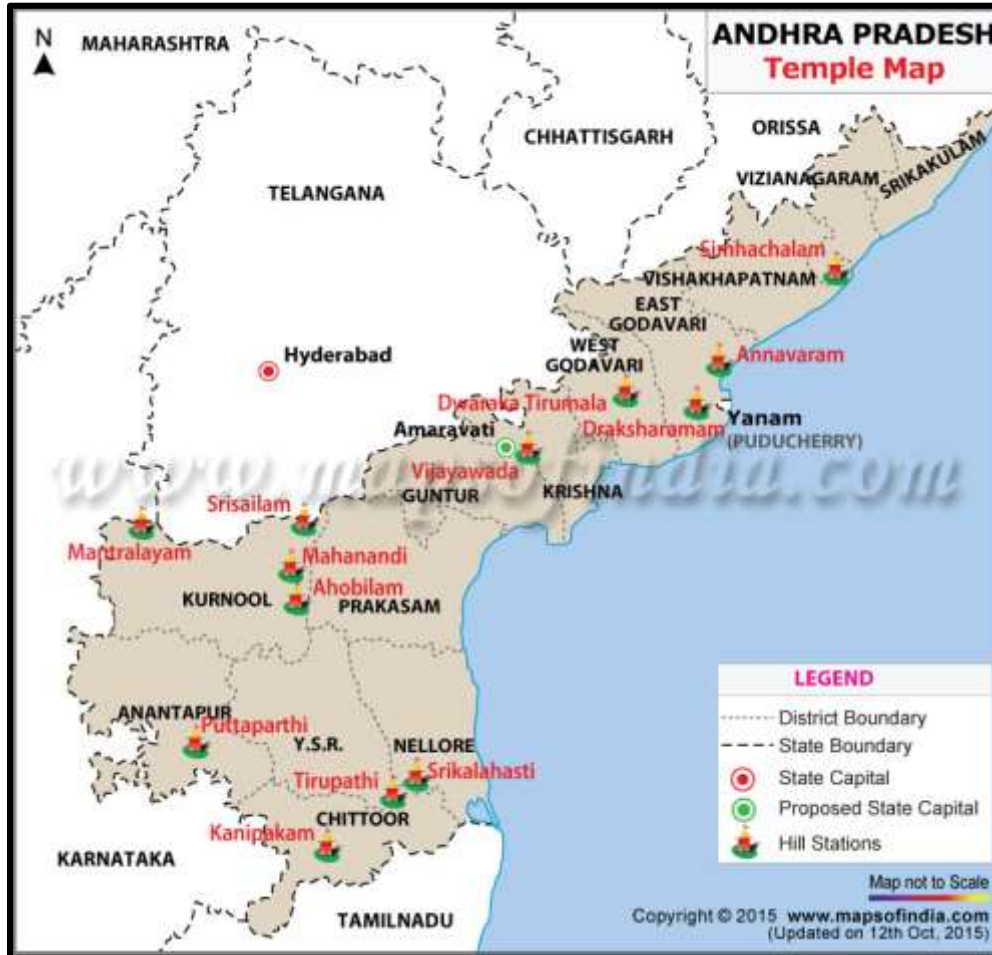 N
MAHARASHTRA
ANDHRA PRADESH
Temple Map
CHHATTISGARH
ORISSA
TELANGANA
VIZIANAGARAM
SRIKAKULAM
Simhachalam
VISHAKHAPATNAM
EAST
GODAVARI
WEST
GODAVARI
Hyderabad
Annavaram
Dwaraka Tirumala
Draksharamam
Yanam
(PUDUCHERRY)
Amaravati
Vijayawada
www.mapsofindia.com
GUNTUR
KRISHNA
Srisailam
Mantralayam
Mahanandi
Ahobilam
KURNOOL
PRAKASAM
ANANTAPUR
Puttaparthi
Y.S.R.
NELLORE
Tirupathi
Srikalahasti
CHITTOOR
Kanipakam
KARNATAKA
TAMILNADU
LEGEND
District Boundary
State Boundary
State Capital
Proposed State Capital
Hill Stations
Map not to Scale
Copyright © 2015 www.mapsofindia.com
(Updated on 12th Oct, 2015)